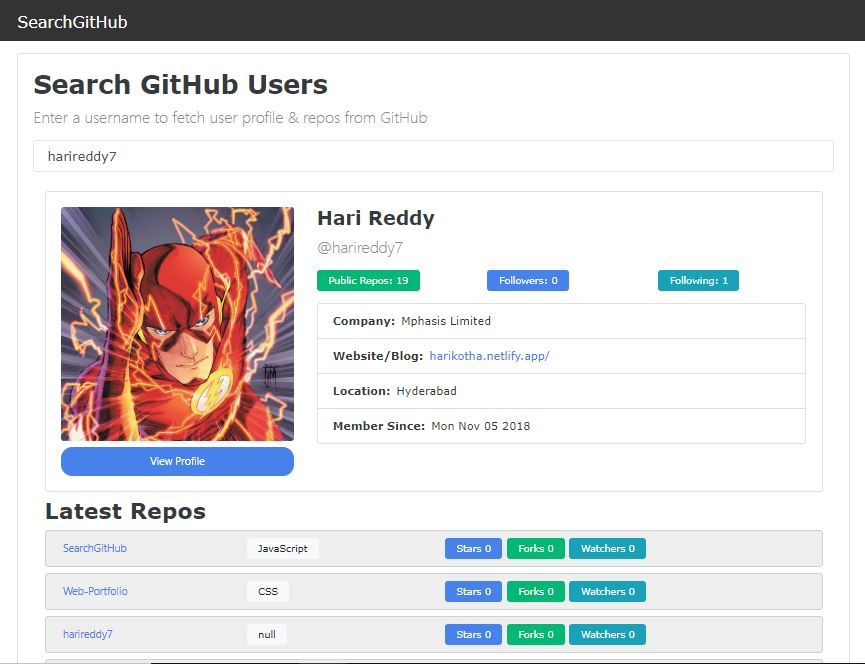 SearchGitHub
Search GitHub Users
Enter a username to fetch user profile & repos from GitHub
harireddy7
Hari Reddy
@harireddy7
Public Repos: 19 Followers: 0 Following: 1
Company: Mphasis Limited
Website/Blog: harikotha.netlify.app/
Location: Hyderabad
Member Since: Mon Nov 05 2018
View Profile
Latest Repos
SearchGitHub JavaScript Stars 0 Forks 0 Watchers 0
Web-Portfolio CSS Stars 0 Forks 0 Watchers 0
harireddy7 null Stars 0 Forks 0 Watchers 0